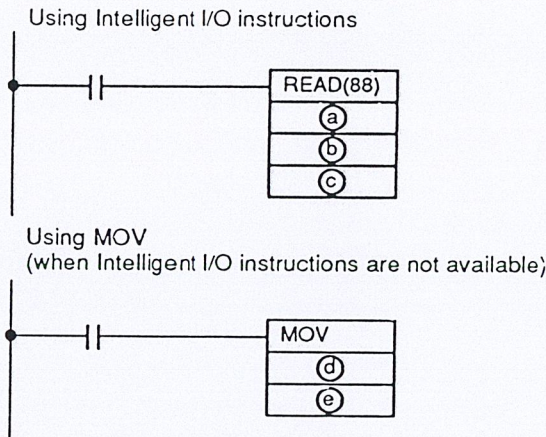 Using Intelligent I/O instructions
READ(88)
a
b
c
Using MOV
(when Intelligent I/O instructions are not available)
MOV
d
e